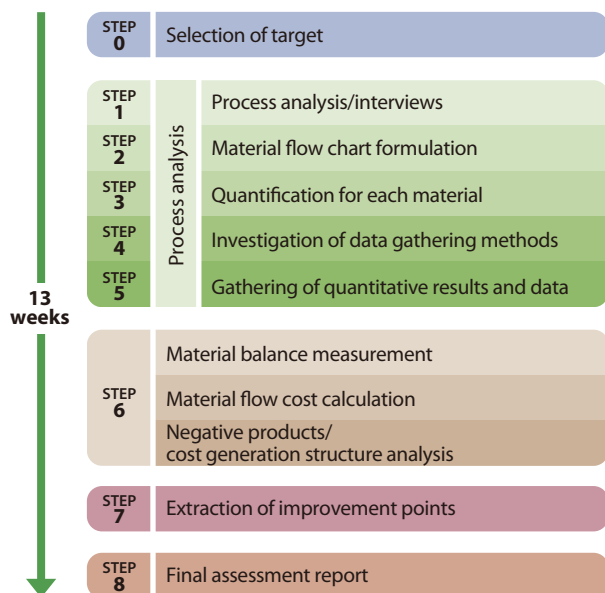 STEP
0
Selection of target
STEP
1
Process analysis/interviews
STEP
2
Material flow chart formulation
STEP
3
Quantification for each material
STEP
4
Investigation of data gathering methods
STEP
5
Gathering of quantitative results and data
Process analysis
13
weeks
STEP
6
Material balance measurement
Material flow cost calculation
Negative products/
cost generation structure analysis
STEP
7
Extraction of improvement points
STEP
8
Final assessment report